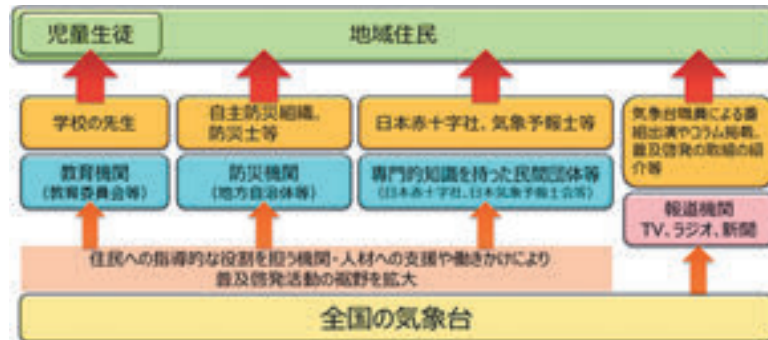 児童生徒
地域住民
学校の先生
自主防災組織、
防災士等
日本赤十字社、気象予報士等
気象台職員による番
組出演やコラム掲載、
普及啓発の取組の紹
介等
教育機関
(教育委員会等)
防災機関
(地方自治体等)
専門的知識を持った民間団体等
(日本赤十字社、日本気象予報士会等)
報道機関
TV、ラジオ、新聞
住民への指導的な役割を担う機関・人材への支援や働きかけにより
普及啓発活動の裾野を拡大
全国の気象台